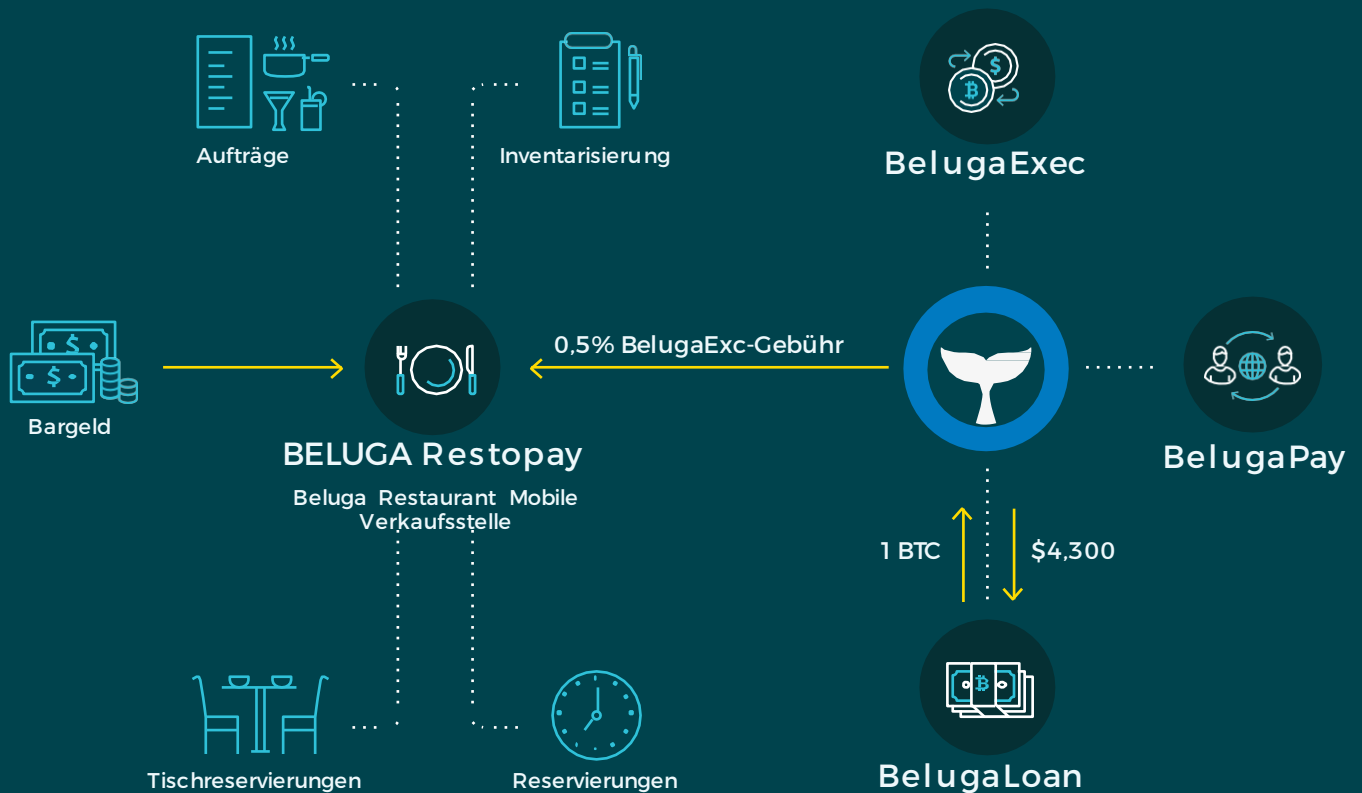 Aufträge
Inventarisierung
BelugaExec
Bargeld
BELUGA Restopay
Beluga Restaurant Mobile
Verkaufsstelle
0,5% BelugaExc-Gebühr
BelugaPay
1 BTC
$4,300
Tischreservierungen
Reservierungen
BelugaLoan